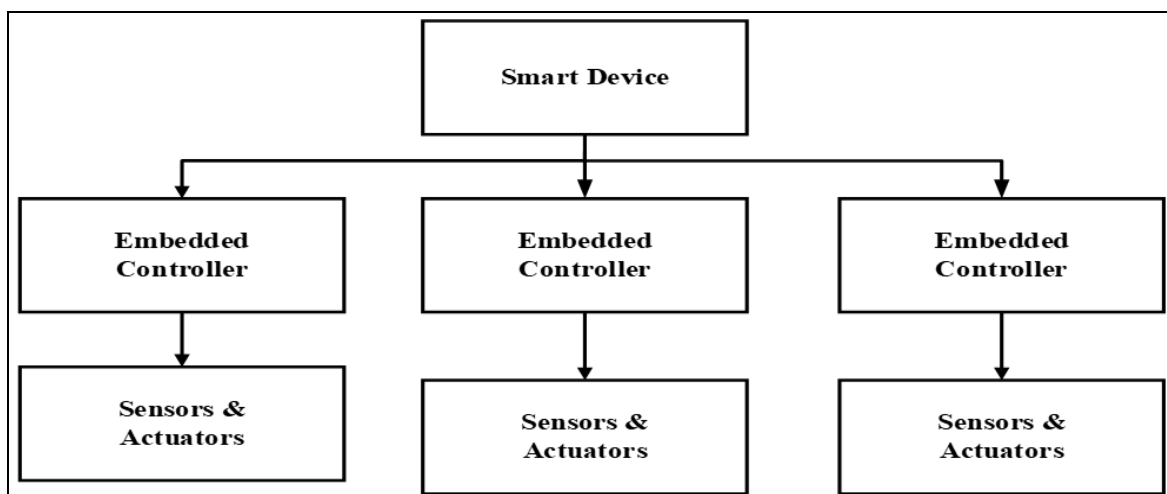 Smart Device
Embedded
Controller
Embedded
Controller
Embedded
Controller
Sensors &
Actuators
Sensors &
Actuators
Sensors &
Actuators